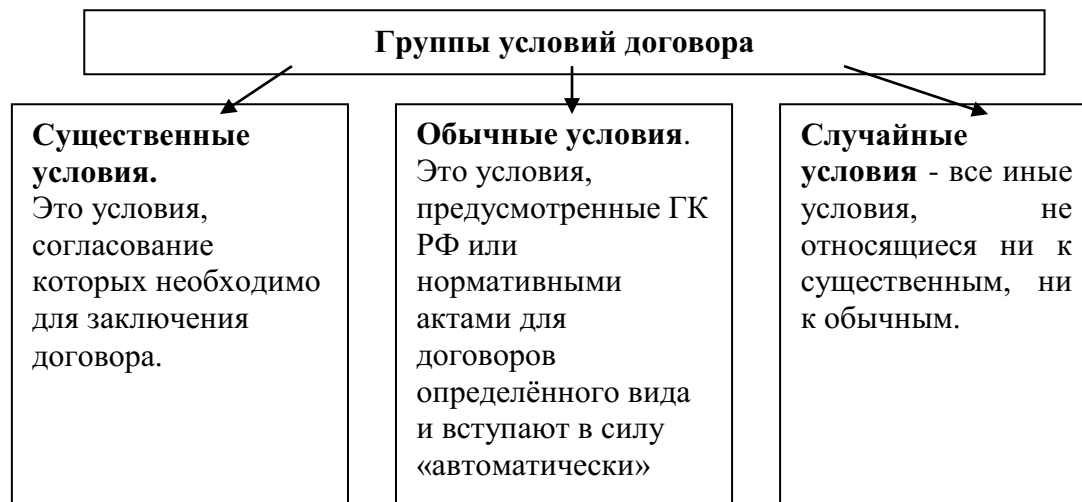 Группы условий договора
Существенные
условия.
Это условия,
согласование
которых необходимо
для заключения
договора.
Обычные условия.
Это условия,
предусмотренные ГК
РФ или
нормативными
актами для
договоров
определённого вида
и вступают в силу
«автоматически»
Случайные
условия - все иные
условия, не
относящиеся ни к
существенным, ни
к обычным.